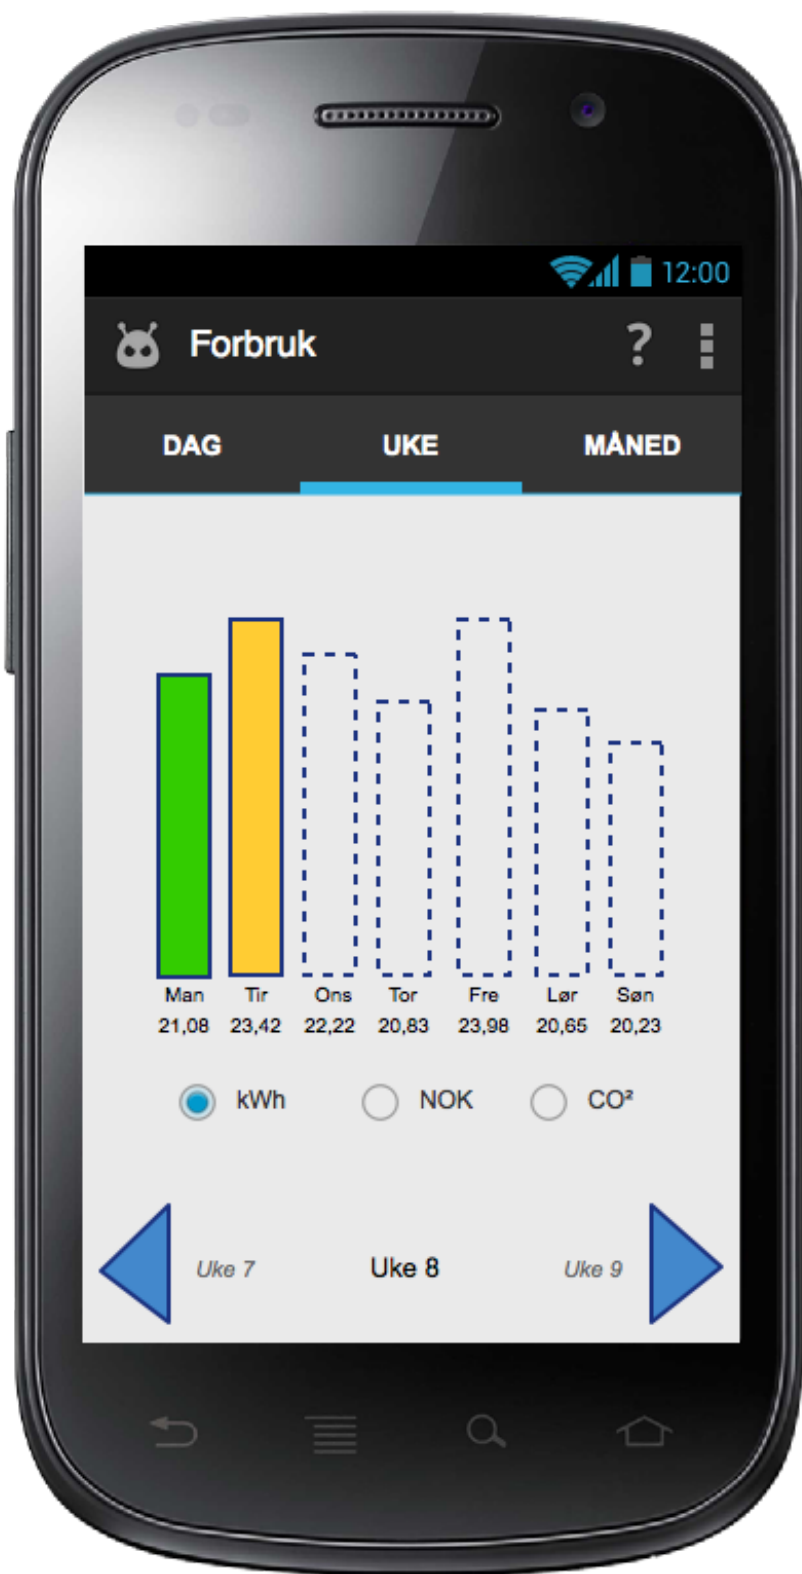 12:00
Forbruk ?
DAG UKE MÅNED
Man Tir Ons Tor Fre Lør Søn
21,08 23,42 22,22 20,83 23,98 20,65 20,23
kWh NOK CO²
Uke 7 Uke 8 Uke 9